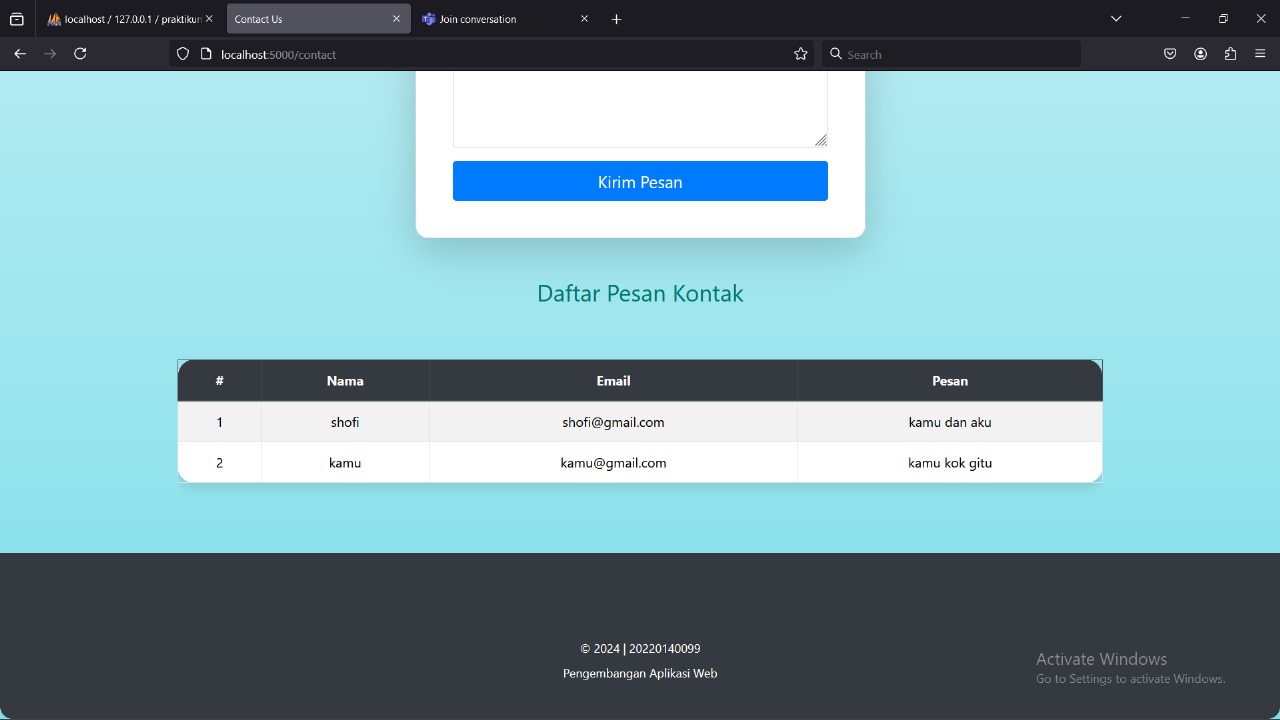 localhost / 127.0.0.1 / praktikun
Contact Us
Join conversation
localhost:5000/contact
Search
Kirim Pesan
Daftar Pesan Kontak
# Nama Email Pesan
1 shofi shofi@gmail.com kamu dan aku
2 kamu kamu@gmail.com kamu kok gitu
© 2024 | 20220140099
Pengembangan Aplikasi Web
Activate Windows
Go to Settings to activate Windows.